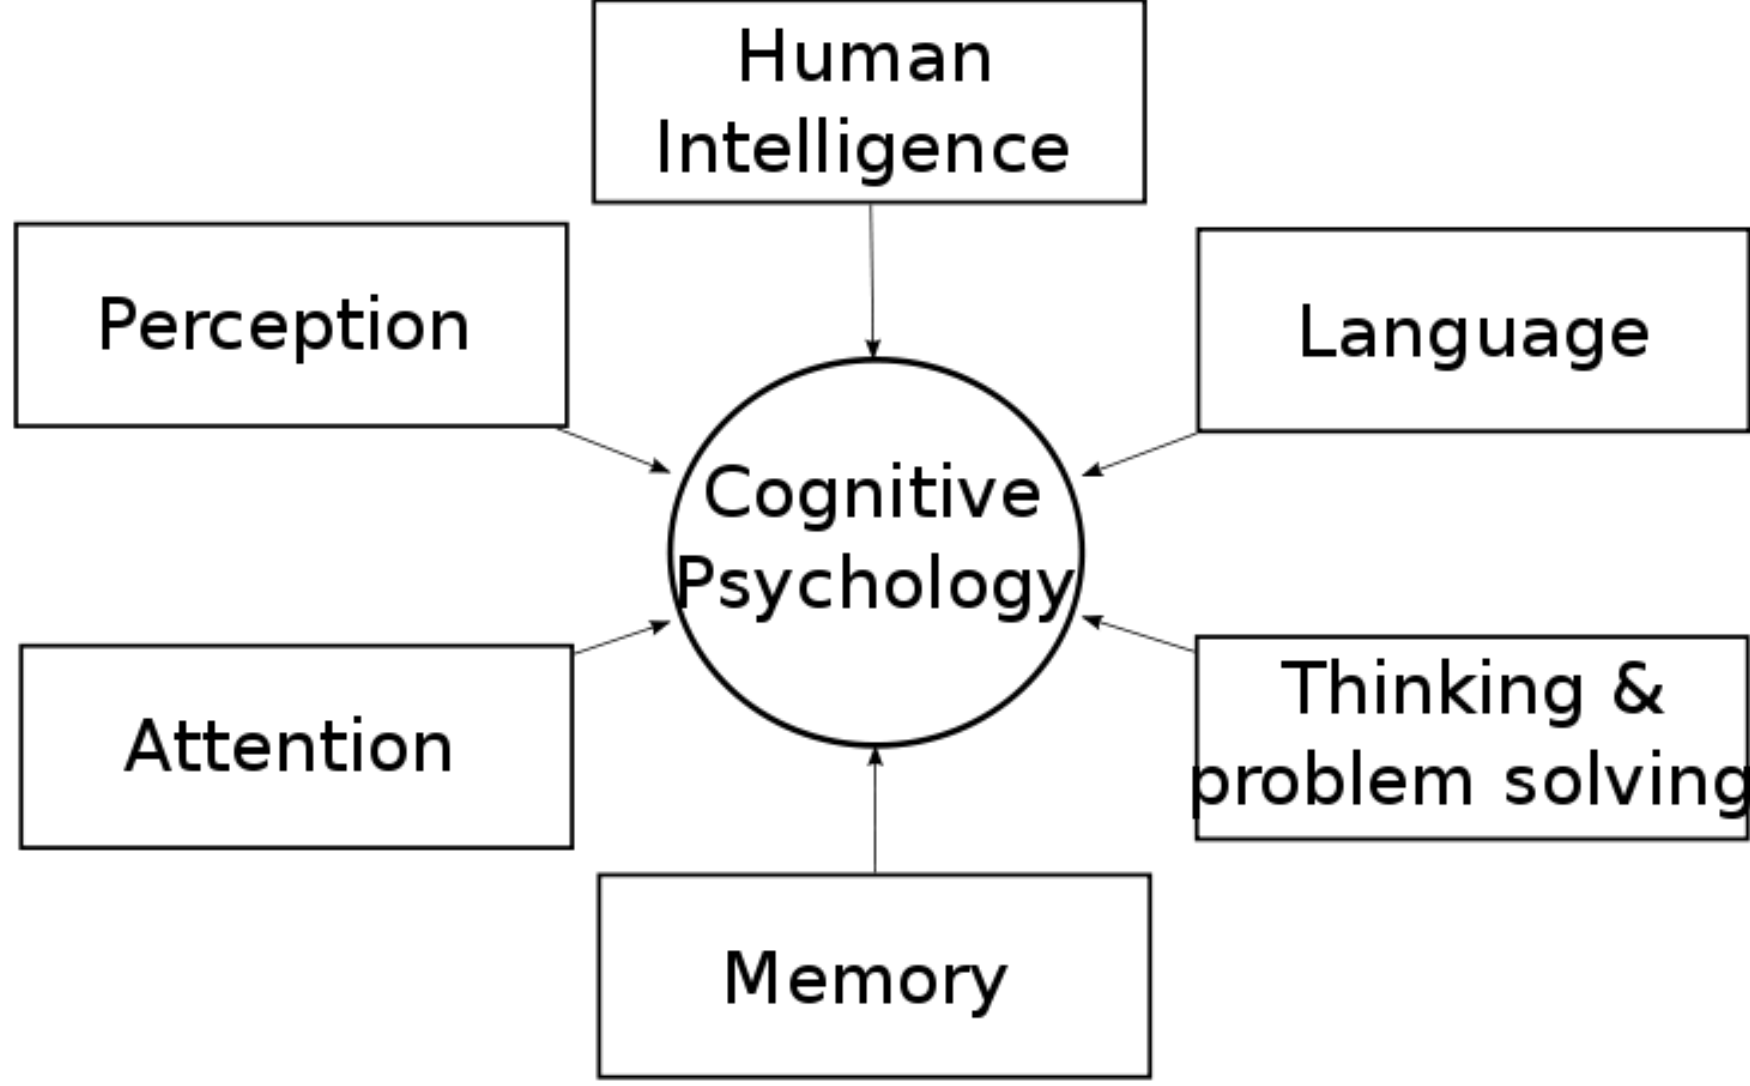 Human
Intelligence
Perception
Language
Cognitive
Psychology
Attention
Thinking &
problem solving
Memory